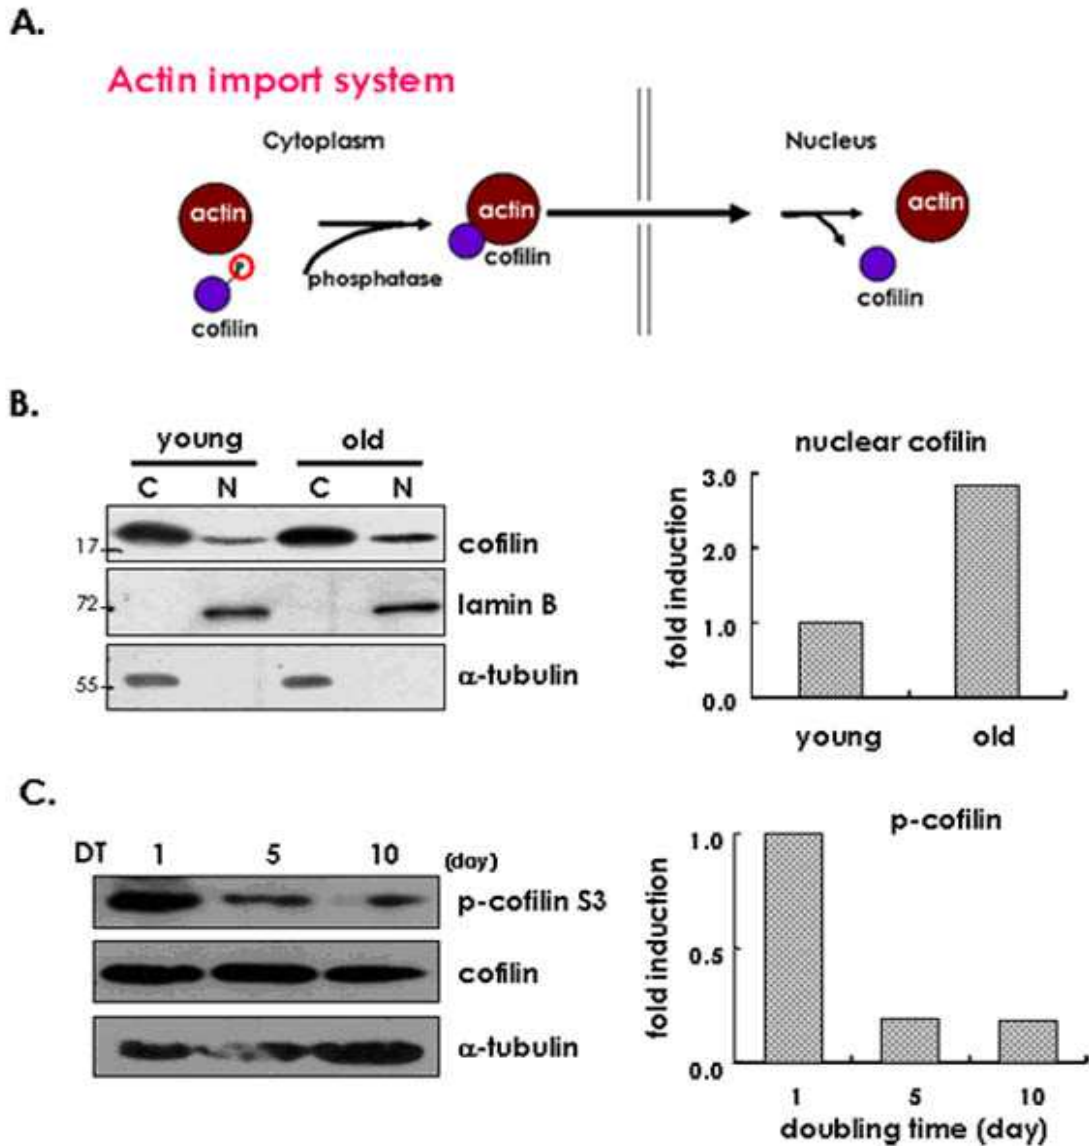 A.
Actin import system
Cytoplasm
Nucleus
actin
P
cofilin
phosphatase
actin
cofilin
actin
cofilin
B.
young old
C N C N
17
cofilin
72
lamin B
55
α-tubulin
nuclear cofilin
fold induction
3.0
2.0
1.0
0.0
young old
C.
DT 1 5 10 (day)
p-cofilin S3
cofilin
α-tubulin
p-cofilin
fold induction
1.0
0.5
0.0
1 5 10
doubling time (day)